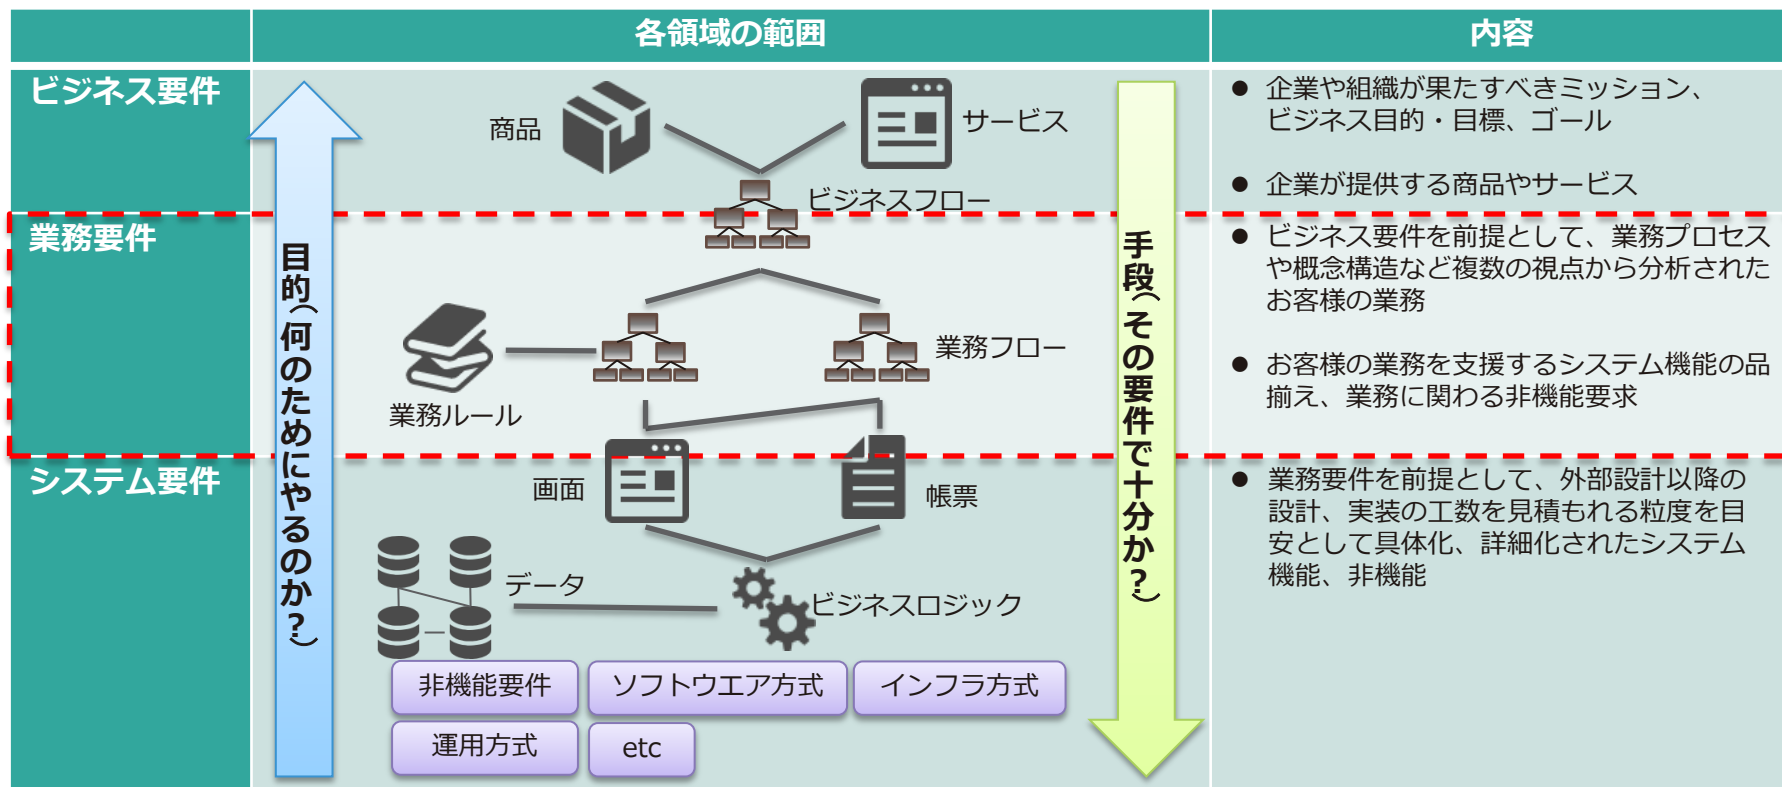 各領域の範囲
内容
ビジネス要件
商品
サービス
ビジネスフロー
● 企業や組織が果たすべきミッション、
ビジネス目的・目標、ゴール
● 企業が提供する商品やサービス
業務要件
業務ルール
業務フロー
● ビジネス要件を前提として、業務プロセス
や概念構造など複数の視点から分析された
お客様の業務
● お客様の業務を支援するシステム機能の品
揃え、業務に関わる非機能要求
システム要件
画面
帳票
データ
ビジネスロジック
非機能要件
ソフトウエア方式
インフラ方式
運用方式
etc
● 業務要件を前提として、外部設計以降の
設計、実装の工数を見積もれる粒度を目
安として具体化、詳細化されたシステム
機能、非機能
目的（何のためにやるのか？）
手段（その要件で十分か？）